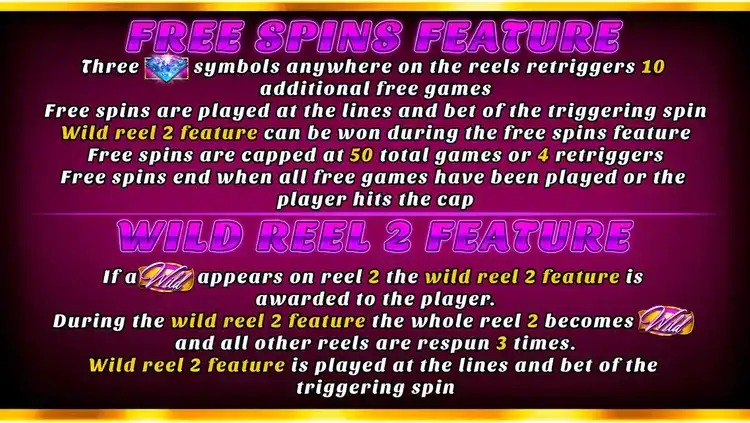 FREE SPINS FEATURE
Three symbols anywhere on the reels retriggers 10
additional free games
Free spins are played at the lines and bet of the triggering spin
Wild reel 2 feature can be won during the free spins feature
Free spins are capped at 50 total games or 4 retriggers
Free spins end when all free games have been played or the
player hits the cap
WILD REEL 2 FEATURE
If a Wild appears on reel 2 the wild reel 2 feature is
awarded to the player.
During the wild reel 2 feature the whole reel 2 becomes Wild
and all other reels are respun 3 times.
Wild reel 2 feature is played at the lines and bet of the
triggering spin